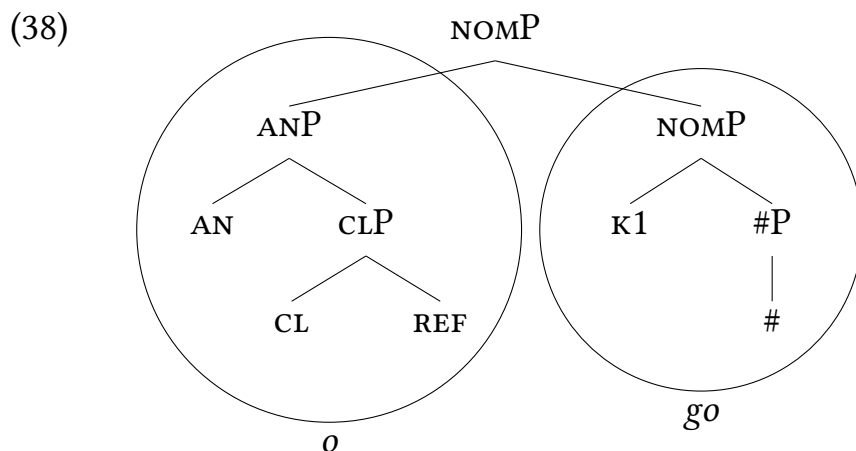 (38)
NOMP
ANP NOMP
AN CLP K1 #P
CL REF #
o go